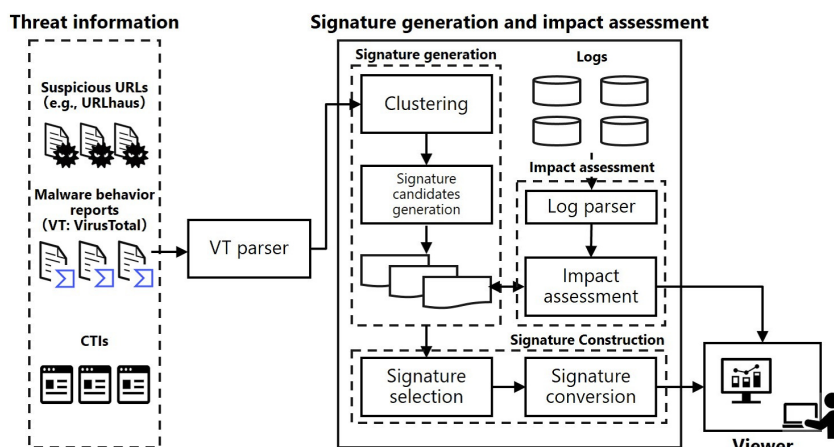 Threat information
Suspicious URLs
(e.g., URLhaus)
Malware behavior
reports
(VT: VirusTotal)
CTIs
VT parser
Signature generation and impact assessment
Signature generation
Clustering
Signature
candidates
generation
Logs
Impact assessment
Log parser
Impact
assessment
Signature Construction
Signature
selection
Signature
conversion
Viewer